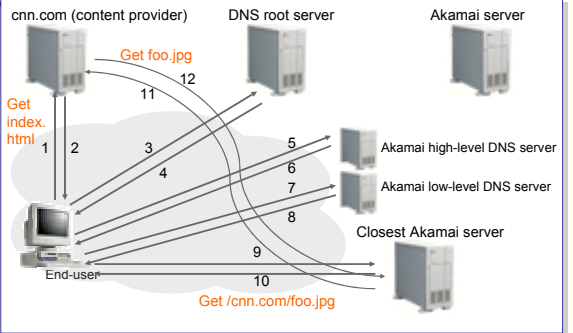 cnn.com (content provider)
DNS root server
Akamai server
Get foo.jpg
12
11
Get
index.
html
1
2
3
4
5
6
Akamai high-level DNS server
7
8
Akamai low-level DNS server
Closest Akamai server
9
10
End-user
Get /cnn.com/foo.jpg